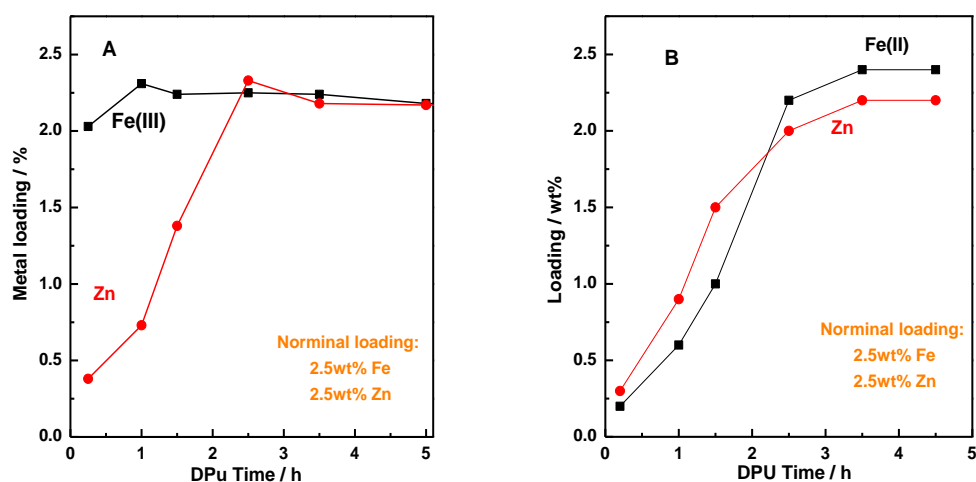 A
Fe(III)
Zn
Norminal loading:
2.5wt% Fe
2.5wt% Zn
Metal loading / %
2.5
2.0
1.5
1.0
0.5
0.0
0 1 2 3 4 5
DPu Time / h
B
Fe(II)
Zn
Norminal loading:
2.5wt% Fe
2.5wt% Zn
Loading / wt%
2.5
2.0
1.5
1.0
0.5
0.0
0 1 2 3 4 5
DPU Time / h